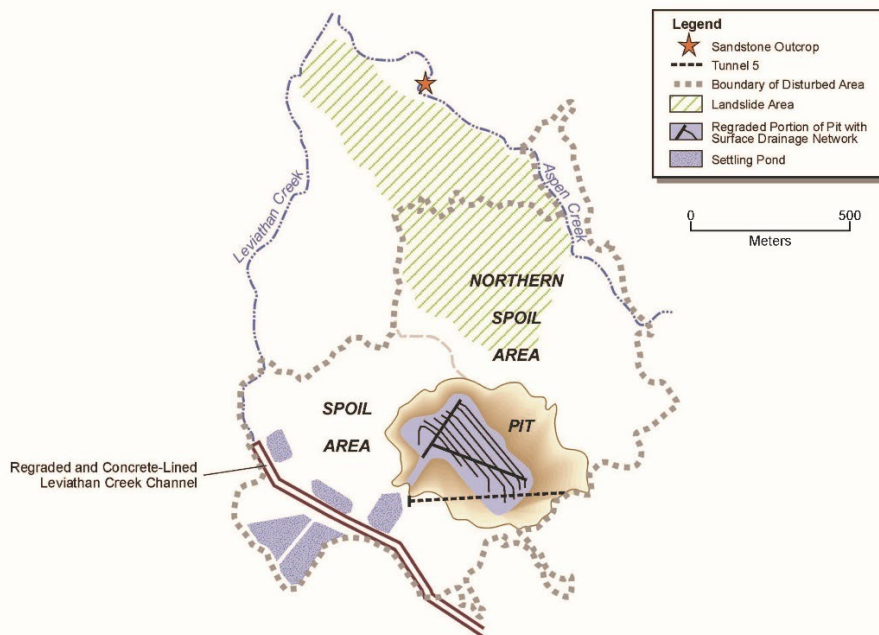 Legend
Sandstone Outcrop
Tunnel 5
Boundary of Disturbed Area
Landslide Area
Regraded Portion of Pit with
Surface Drainage Network
Settling Pond
0 500
Meters
Leviathan Creek
Aspen Creek
NORTHERN
SPOIL
AREA
SPOIL
AREA
PIT
Regraded and Concrete-Lined
Leviathan Creek Channel